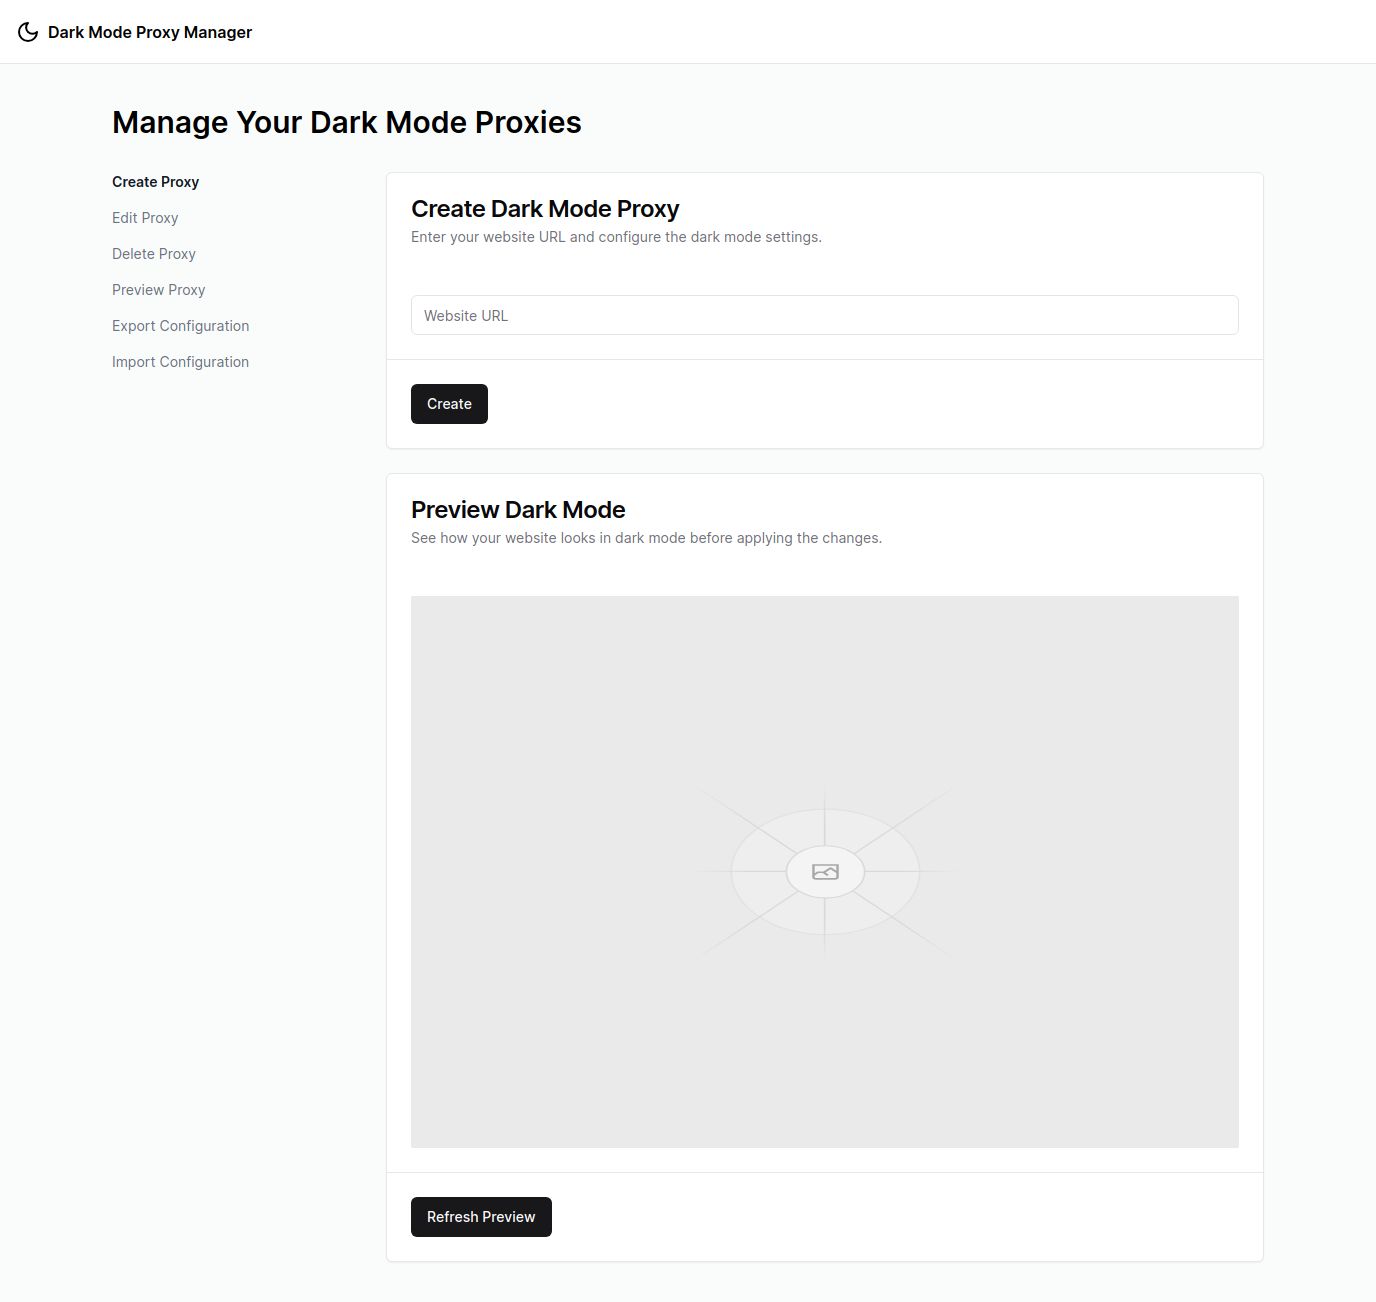 Dark Mode Proxy Manager
Manage Your Dark Mode Proxies
Create Proxy
Edit Proxy
Delete Proxy
Preview Proxy
Export Configuration
Import Configuration
Create Dark Mode Proxy
Enter your website URL and configure the dark mode settings.
Website URL
Create
Preview Dark Mode
See how your website looks in dark mode before applying the changes.
Refresh Preview